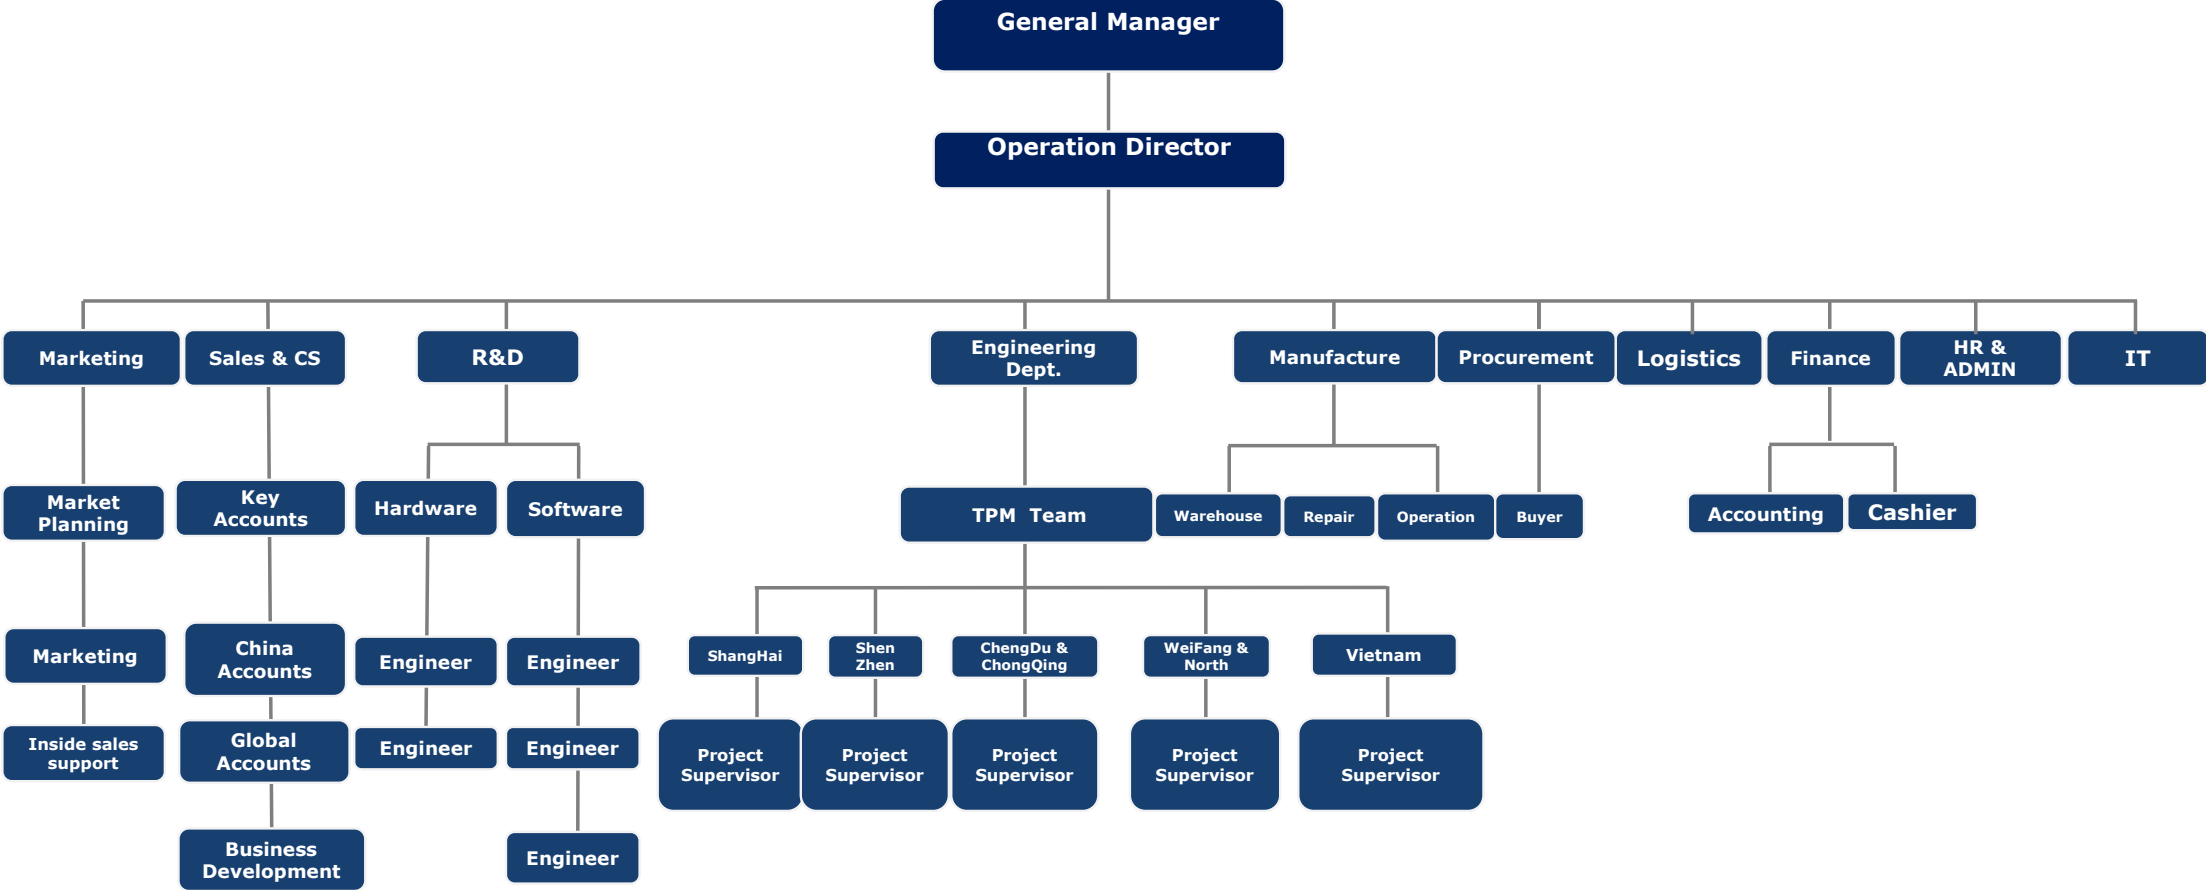 General Manager
Operation Director
Marketing
Sales & CS
R&D
Engineering
Dept.
Manufacture
Procurement
Logistics
Finance
HR &
ADMIN
IT
Market
Planning
Key
Accounts
Hardware
Software
TPM  Team
Warehouse
Repair
Operation
Buyer
Accounting
Cashier
Marketing
China
Accounts
Engineer
Engineer
ShangHai
Shen
Zhen
ChengDu &
ChongQing
WeiFang &
North
Vietnam
Inside sales
support
Global
Accounts
Engineer
Engineer
Project
Supervisor
Project
Supervisor
Project
Supervisor
Project
Supervisor
Project
Supervisor
Business
Development
Engineer